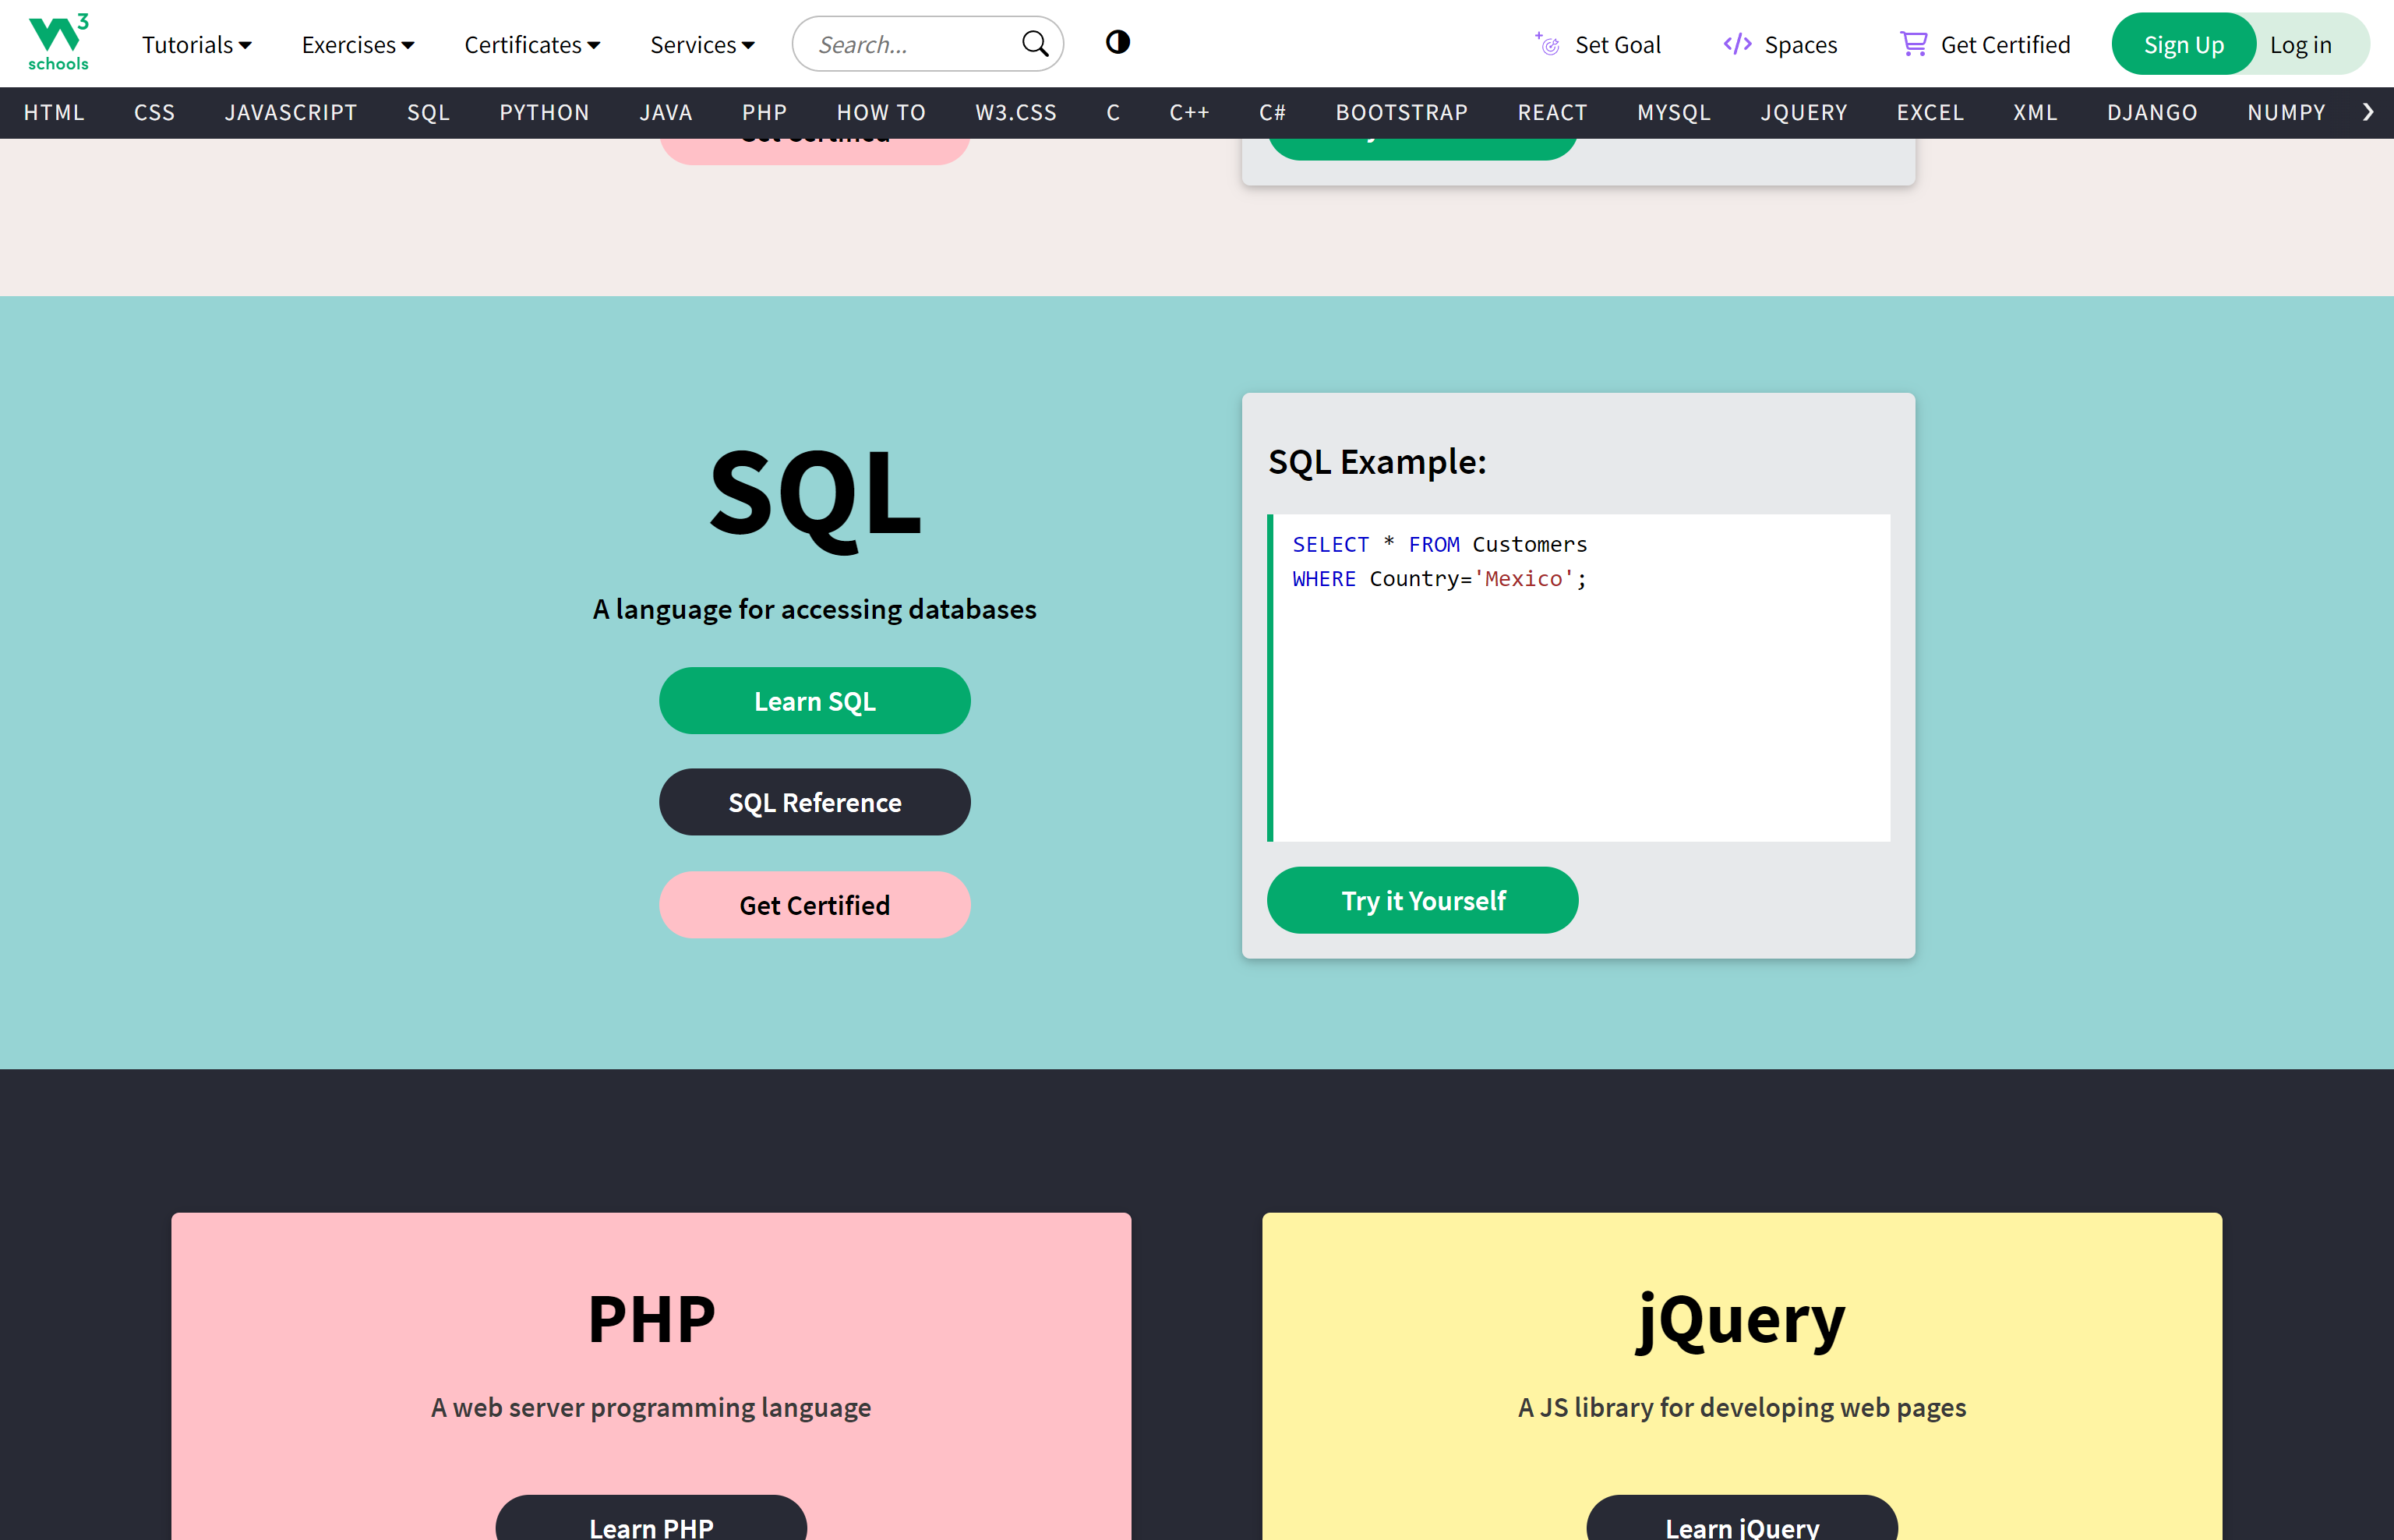 W3 schools
Tutorials Exercises Certificates Services Search... Set Goal Spaces Get Certified Sign Up Log in
HTML CSS JAVASCRIPT SQL PYTHON JAVA PHP HOW TO W3.CSS C C++ C# BOOTSTRAP REACT MYSQL JQUERY EXCEL XML DJANGO NUMPY
Get Certified
SQL
A language for accessing databases
Learn SQL
SQL Reference
Get Certified
SQL Example:
SELECT * FROM Customers
WHERE Country='Mexico';
Try it Yourself
PHP
A web server programming language
Learn PHP
jQuery
A JS library for developing web pages
Learn jQuery